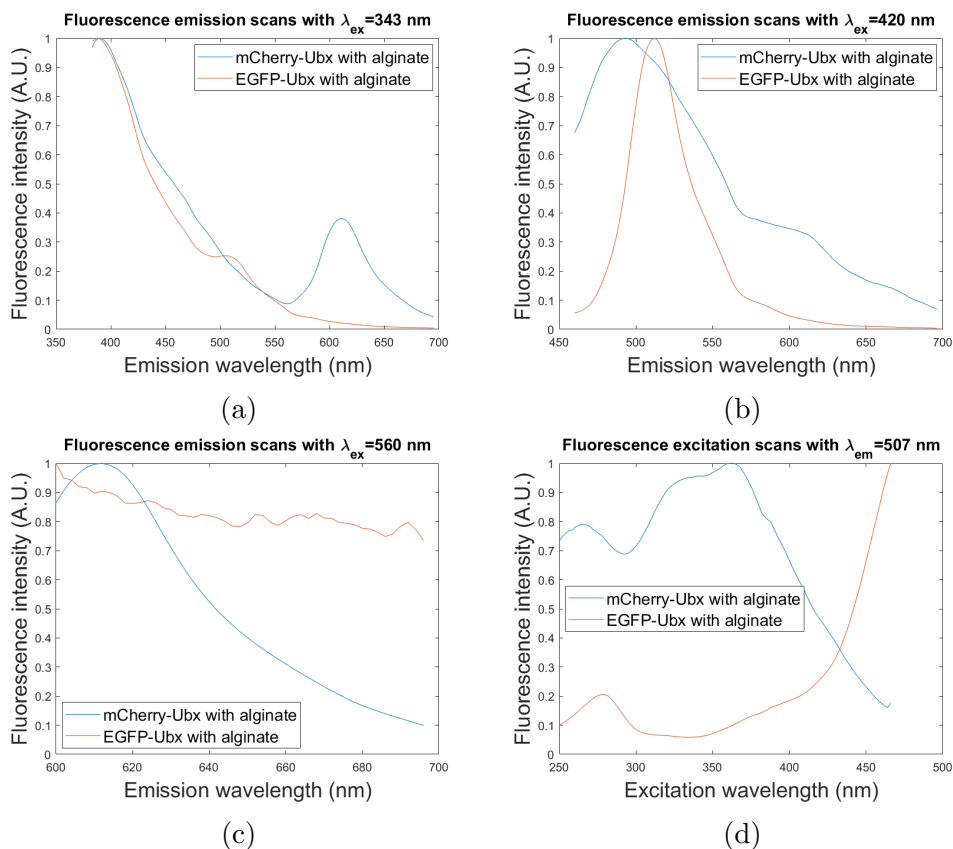 Fluorescence emission scans with λex=343 nm
1
0.9
0.8
0.7
0.6
0.5
0.4
0.3
0.2
0.1
0
350
400
450
500
550
600
650
700
Fluorescence intensity (A.U.)
Emission wavelength (nm)
mCherry-Ubx with alginate
EGFP-Ubx with alginate
(a)
Fluorescence emission scans with λex=420 nm
1
0.9
0.8
0.7
0.6
0.5
0.4
0.3
0.2
0.1
0
450
500
550
600
650
700
Fluorescence intensity (A.U.)
Emission wavelength (nm)
mCherry-Ubx with alginate
EGFP-Ubx with alginate
(b)
Fluorescence emission scans with λex=560 nm
1
0.9
0.8
0.7
0.6
0.5
0.4
0.3
0.2
0.1
0
600
620
640
660
680
700
Fluorescence intensity (A.U.)
Emission wavelength (nm)
mCherry-Ubx with alginate
EGFP-Ubx with alginate
(c)
Fluorescence excitation scans with λem=507 nm
1
0.9
0.8
0.7
0.6
0.5
0.4
0.3
0.2
0.1
0
250
300
350
400
450
500
Fluorescence intensity (A.U.)
Excitation wavelength (nm)
mCherry-Ubx with alginate
EGFP-Ubx with alginate
(d)